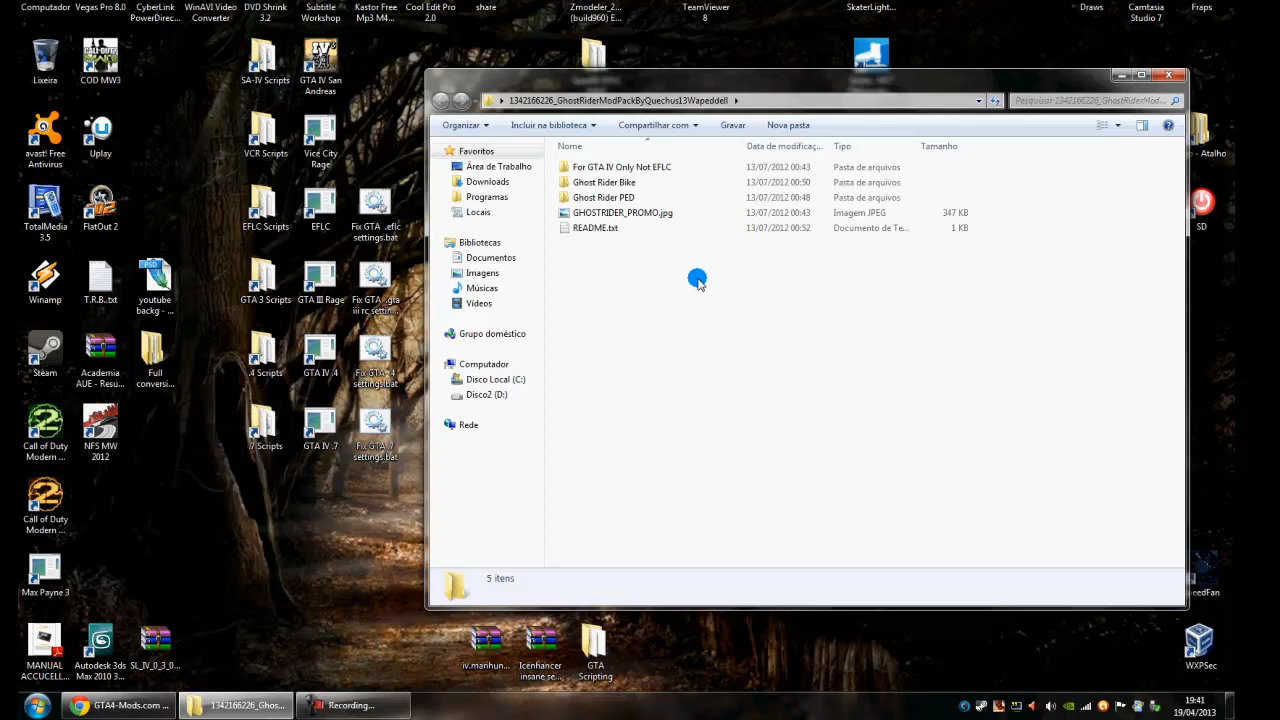 Computador
Vegas Pro 8.0
CyberLink
PowerDirec...
WinAVI Video
Converter
DVD Shrink
3.2
Subtitle
Workshop
Kastor Free
Mp3 M4...
Cool Edit Pro
2.0
share
Zmodeler_2...
(build960) E...
TeamViewer
8
SkaterLight...
Draws
Camtasia
Studio 7
Fraps
Lixeira
COD MW3
SA-IV Scripts
GTA IV San
Andreas
avast! Free
Antivirus
Uplay
VCR Scripts
Vice City
Rage
TotalMedia
3.5
FlatOut 2
EFLC Scripts
EFLC
Fix GTA .eflc
settings.bat
Winamp
T.R.B..txt
youtube
backg - ...
GTA 3 Scripts
GTA III Rage
Fix GTA .gta
iii rc settin...
Steam
Academia
AUE - Resu...
Full
conversi...
.4 Scripts
GTA IV .4
Fix GTA .4
settings.bat
Call of Duty
Modern ...
NFS MW
2012
.7 Scripts
GTA IV .7
Fix GTA .7
settings.bat
Call of Duty
Modern ...
Max Payne 3
MANUAL
ACCUCELL...
Autodesk 3ds
Max 2010 3...
SL_IV_0_3_0...
iv.manhun...
Icenhancer
insane se...
GTA
Scripting
- Atalho
SD
eedFan
WXPSec
1342166226_GhostRiderModPackByQuechus13Wapeddell
Pesquisar 1342166226_GhostRiderMod...
Organizar
Incluir na biblioteca
Compartilhar com
Gravar
Nova pasta
Favoritos
Área de Trabalho
Downloads
Programas
Locais
Bibliotecas
Documentos
Imagens
Músicas
Vídeos
Grupo doméstico
Computador
Disco Local (C:)
Disco2 (D:)
Rede
Nome Data de modificaç... Tipo Tamanho
For GTA IV Only Not EFLC 13/07/2012 00:43 Pasta de arquivos
Ghost Rider Bike 13/07/2012 00:50 Pasta de arquivos
Ghost Rider PED 13/07/2012 00:48 Pasta de arquivos
GHOSTRIDER_PROMO.jpg 13/07/2012 00:43 Imagem JPEG 347 KB
README.txt 13/07/2012 00:52 Documento de Te... 1 KB
5 itens
GTA4-Mods.com ...
1342166226_Ghos...
Recording...
19:41
19/04/2013